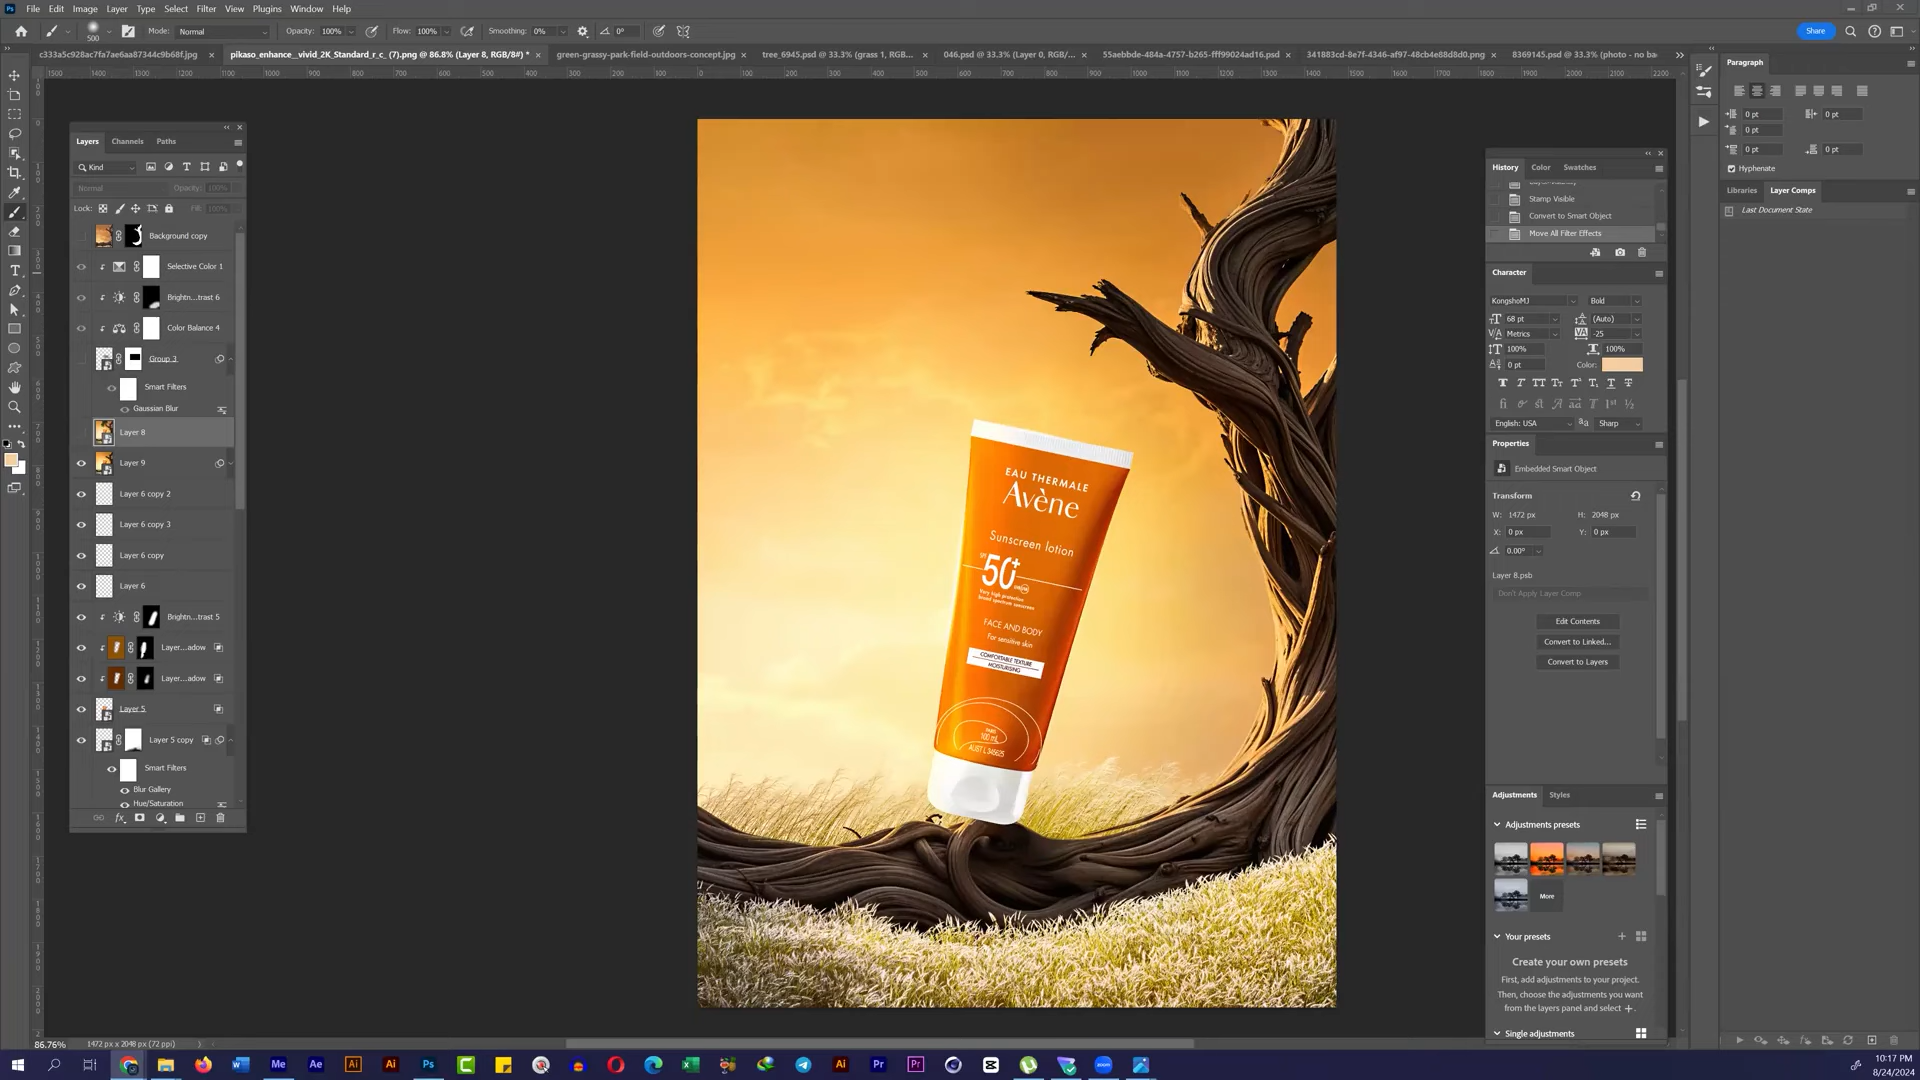 File Edit Image Layer Type Select Filter View Plugins Window Help
500 Mode: Normal Opacity: 100% Flow: 100% Smoothing: 0% 0° Share
c333a5c928ac7fa7ae6aa87344c9b68f.jpg
pikaso_enhance__vivid_2K_Standard_r_c_ (7).png @ 86.8% (Layer 8, RGB/8#) *
green-grassy-park-field-outdoors-concept.jpg
tree_6945.psd @ 33.3% (grass 1, RGB...
046.psd @ 33.3% (Layer 0, RGB/...
55aebbde-484a-4757-b265-fff99024ad16.psd
341883cd-8e7f-4346-af97-48cb4e88d8d0.png
8369145.psd @ 33.3% (photo - no ba
Layers Channels Paths
Kind
Normal Opacity: 100%
Lock: Fill: 100%
Background copy
Selective Color 1
Brightn...trast 6
Color Balance 4
Group 3
Smart Filters
Gaussian Blur
Layer 8
Layer 9
Layer 6 copy 2
Layer 6 copy 3
Layer 6 copy
Layer 6
Brightn...trast 5
Layer...adow
Layer...adow
Layer 5
Layer 5 copy
Smart Filters
Blur Gallery
Hue/Saturation
EAU THERMALE
Avène
Sunscreen lotion
50+
Very high protection
broad spectrum sunscreen
FACE AND BODY
For sensitive skin
COMFORTABLE TEXTURE
MOISTURISING
PARIS
100 mL
AUST L 345625
History Color Swatches
Stamp Visible
Convert to Smart Object
Move All Filter Effects
Character
KongshoMJ Bold
68 pt (Auto)
Metrics -25
100% 100%
0 pt Color:
English: USA Sharp
Properties
Embedded Smart Object
Transform
W: 1472 px H: 2048 px
X: 0 px Y: 0 px
0.00°
Layer 8.psb
Don't Apply Layer Comp
Edit Contents
Convert to Linked...
Convert to Layers
Adjustments Styles
Adjustments presets
More
Your presets
Create your own presets
First, add adjustments to your project.
Then, choose the adjustments you want
from the layers panel and select +.
Single adjustments
Paragraph
0 pt 0 pt
0 pt
0 pt 0 pt
Hyphenate
Libraries Layer Comps
Last Document State
86.76% 1472 px x 2048 px (72 ppi)
10:17 PM
8/24/2024